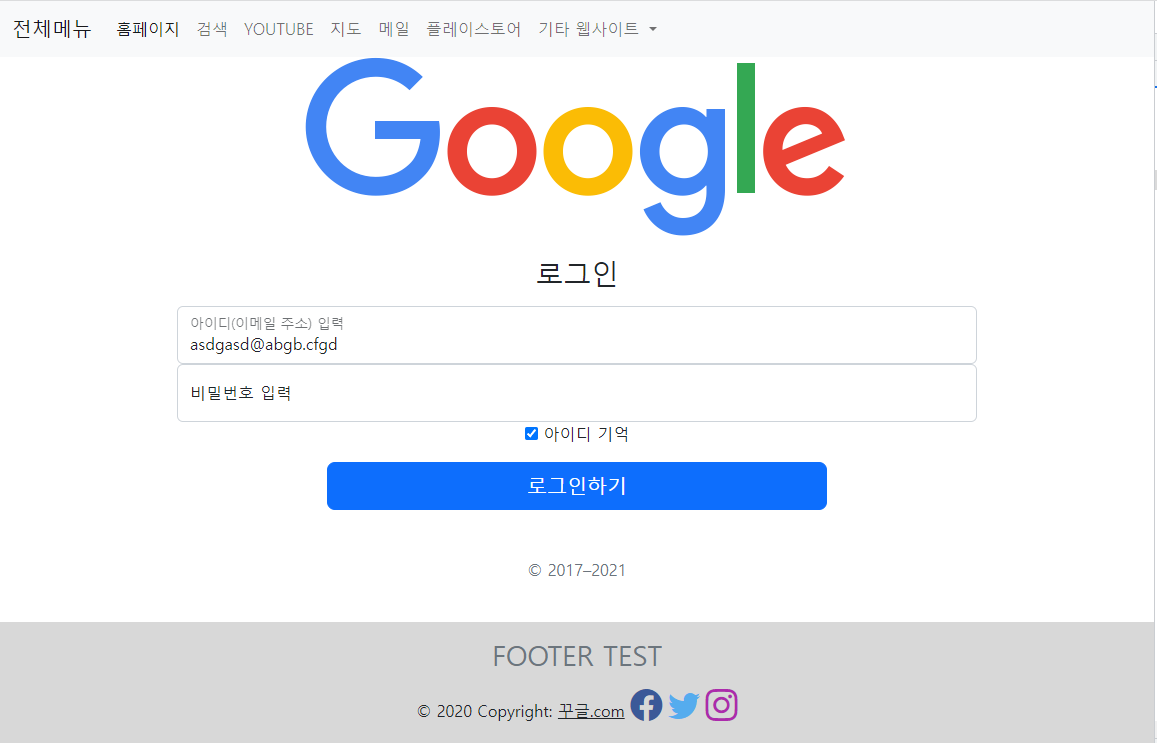 전체메뉴 홈페이지 검색 YOUTUBE 지도 메일 플레이스토어 기타 웹사이트
Google
로그인
아이디(이메일 주소) 입력
asdgasd@abgb.cfgd
비밀번호 입력
아이디 기억
로그인하기
© 2017–2021
FOOTER TEST
© 2020 Copyright: 꾸글.com